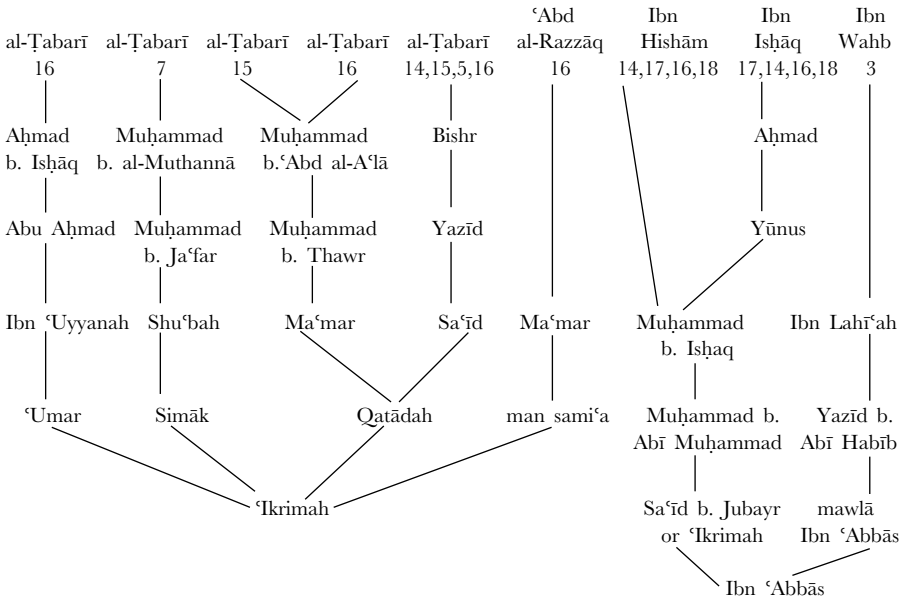 ʿAbd Ibn Ibn Ibn
al-Ṭabarī al-Ṭabarī al-Ṭabarī al-Ṭabarī al-Ṭabarī al-Razzāq Hishām Isḥāq Wahb
16 7 15 16 14,15,5,16 16 14,17,16,18 17,14,16,18 3
Aḥmad Muḥammad Muḥammad Bishr Aḥmad
b. Isḥāq b. al-Muthannā b.ʿAbd al-Aʿlā
Abu Aḥmad Muḥammad Muḥammad Yazīd Yūnus
b. Jaʿfar b. Thawr
Ibn ʿUyyanah Shuʿbah Maʿmar Saʿīd Maʿmar Muḥammad Ibn Lahīʿah
b. Isḥaq
ʿUmar Simāk Qatādah man samiʿa Muḥammad b. Yazīd b.
Abī Muḥammad Abī Habīb
ʿIkrimah Saʿīd b. Jubayr mawlā
or ʿIkrimah Ibn ʿAbbās
Ibn ʿAbbās